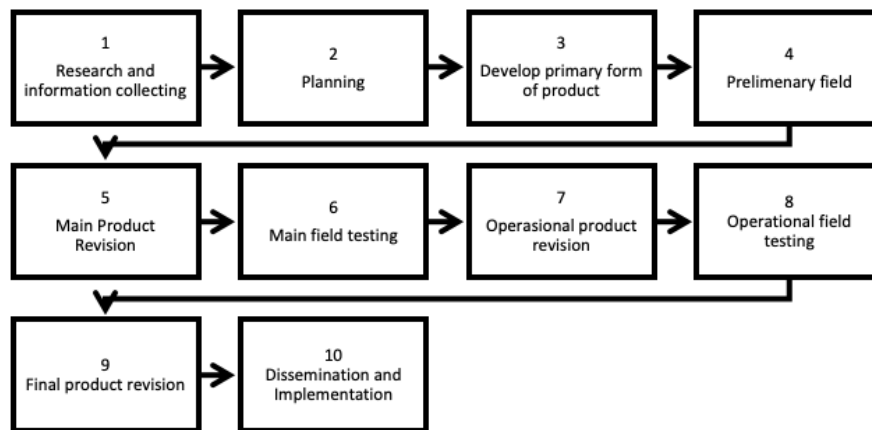 1
Research and
information collecting
2
Planning
3
Develop primary form
of product
4
Prelimenary field
5
Main Product
Revision
6
Main field testing
7
Operasional product
revision
8
Operational field
testing
9
Final product revision
10
Dissemination and
Implementation